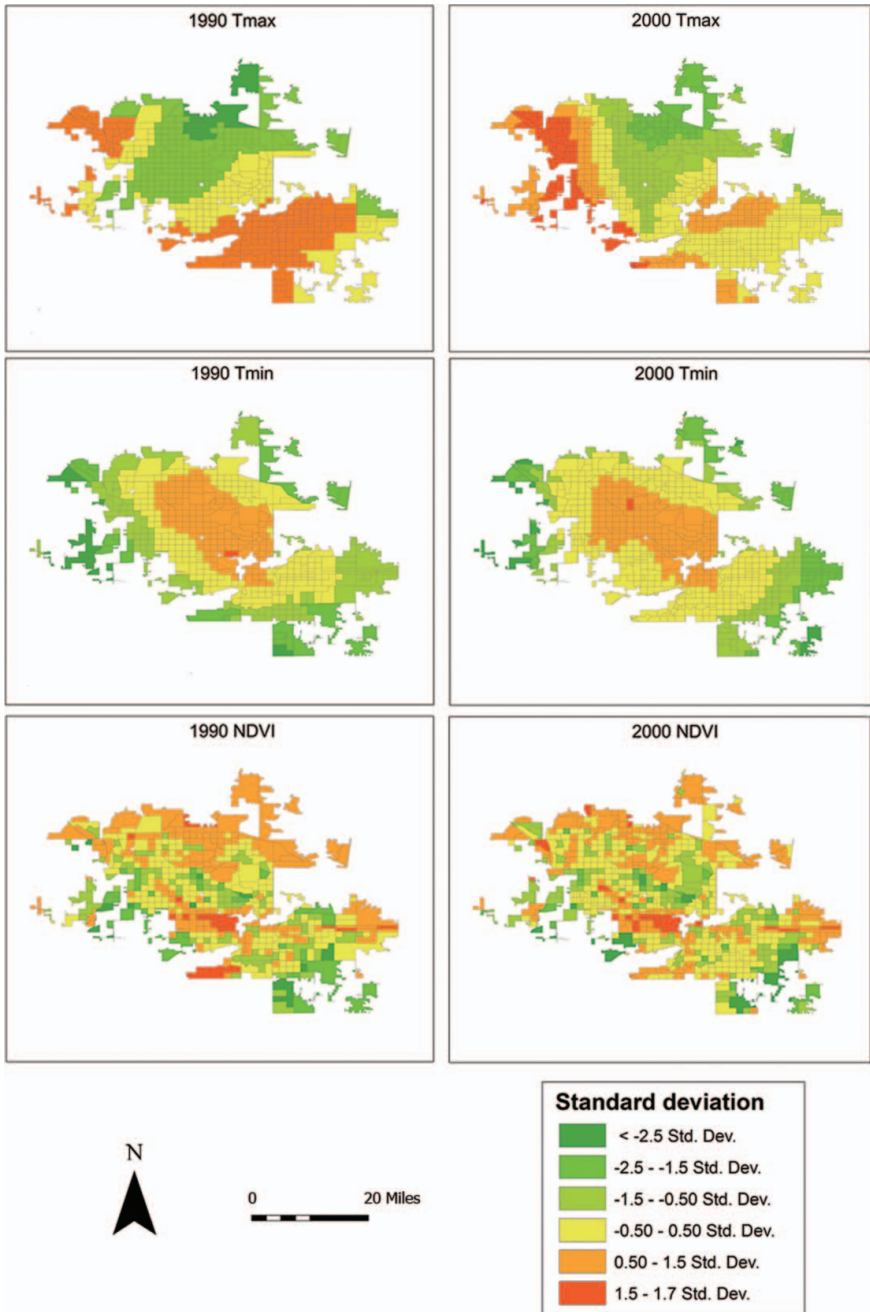 1990 Tmax
2000 Tmax
1990 Tmin
2000 Tmin
1990 NDVI
2000 NDVI
N
0 20 Miles
Standard deviation
< -2.5 Std. Dev.
-2.5 - -1.5 Std. Dev.
-1.5 - -0.50 Std. Dev.
-0.50 - 0.50 Std. Dev.
0.50 - 1.5 Std. Dev.
1.5 - 1.7 Std. Dev.